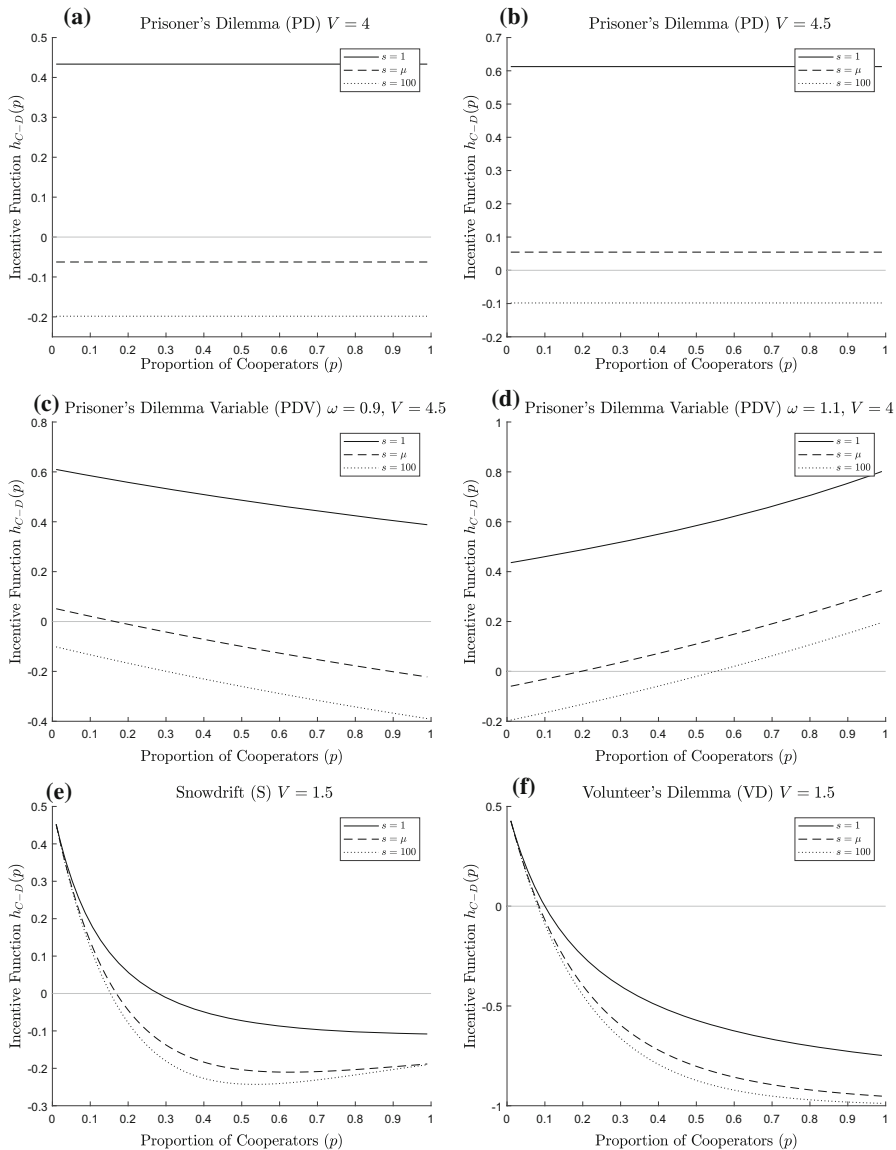 (a) Prisoner's Dilemma (PD) V = 4
0.5
0.4
0.3
0.2
0.1
0
-0.1
-0.2
Incentive Function h_{C-D}(p)
s = 1
s = μ
s = 100
0 0.1 0.2 0.3 0.4 0.5 0.6 0.7 0.8 0.9 1
Proportion of Cooperators (p)
(b) Prisoner's Dilemma (PD) V = 4.5
0.7
0.6
0.5
0.4
0.3
0.2
0.1
0
-0.1
-0.2
Incentive Function h_{C-D}(p)
s = 1
s = μ
s = 100
0 0.1 0.2 0.3 0.4 0.5 0.6 0.7 0.8 0.9 1
Proportion of Cooperators (p)
(c) Prisoner's Dilemma Variable (PDV) ω = 0.9, V = 4.5
0.8
0.6
0.4
0.2
0
-0.2
-0.4
Incentive Function h_{C-D}(p)
s = 1
s = μ
s = 100
0 0.1 0.2 0.3 0.4 0.5 0.6 0.7 0.8 0.9 1
Proportion of Cooperators (p)
(d) Prisoner's Dilemma Variable (PDV) ω = 1.1, V = 4
1
0.8
0.6
0.4
0.2
0
-0.2
Incentive Function h_{C-D}(p)
s = 1
s = μ
s = 100
0 0.1 0.2 0.3 0.4 0.5 0.6 0.7 0.8 0.9 1
Proportion of Cooperators (p)
(e) Snowdrift (S) V = 1.5
0.5
0.4
0.3
0.2
0.1
0
-0.1
-0.2
-0.3
Incentive Function h_{C-D}(p)
s = 1
s = μ
s = 100
0 0.1 0.2 0.3 0.4 0.5 0.6 0.7 0.8 0.9 1
Proportion of Cooperators (p)
(f) Volunteer's Dilemma (VD) V = 1.5
0.5
0
-0.5
-1
Incentive Function h_{C-D}(p)
s = 1
s = μ
s = 100
0 0.1 0.2 0.3 0.4 0.5 0.6 0.7 0.8 0.9 1
Proportion of Cooperators (p)